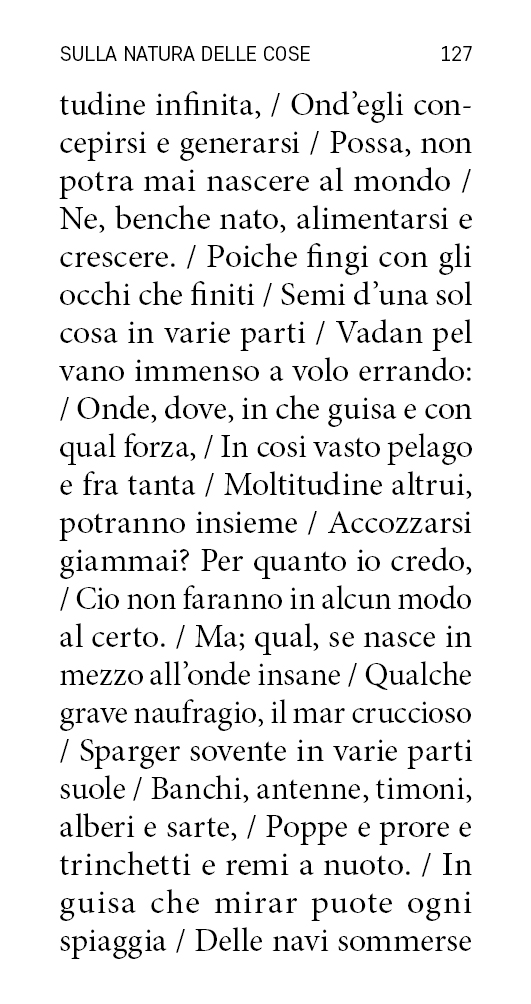 SULLA NATURA DELLE COSE 127
tudine infinita, / Ond’egli con-
cepirsi e generarsi / Possa, non
potra mai nascere al mondo /
Ne, benche nato, alimentarsi e
crescere. / Poiche fingi con gli
occhi che finiti / Semi d’una sol
cosa in varie parti / Vadan pel
vano immenso a volo errando:
/ Onde, dove, in che guisa e con
qual forza, / In cosi vasto pelago
e fra tanta / Moltitudine altrui,
potranno insieme / Accozzarsi
giammai? Per quanto io credo,
/ Cio non faranno in alcun modo
al certo. / Ma; qual, se nasce in
mezzo all’onde insane / Qualche
grave naufragio, il mar cruccioso
/ Sparger sovente in varie parti
suole / Banchi, antenne, timoni,
alberi e sarte, / Poppe e prore e
trinchetti e remi a nuoto. / In
guisa che mirar puote ogni
spiaggia / Delle navi sommerse